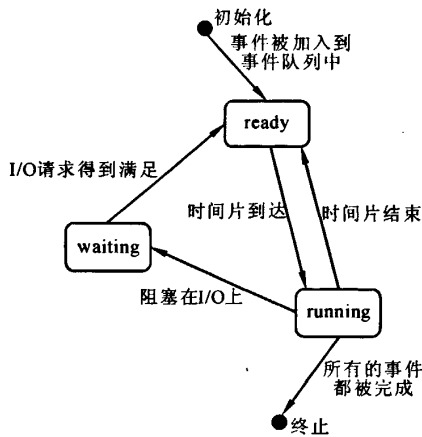 初始化
事件被加入到
事件队列中
ready
I/O请求得到满足
时间片到达
时间片结束
waiting
阻塞在I/O上
running
所有的事件
都被完成
终止